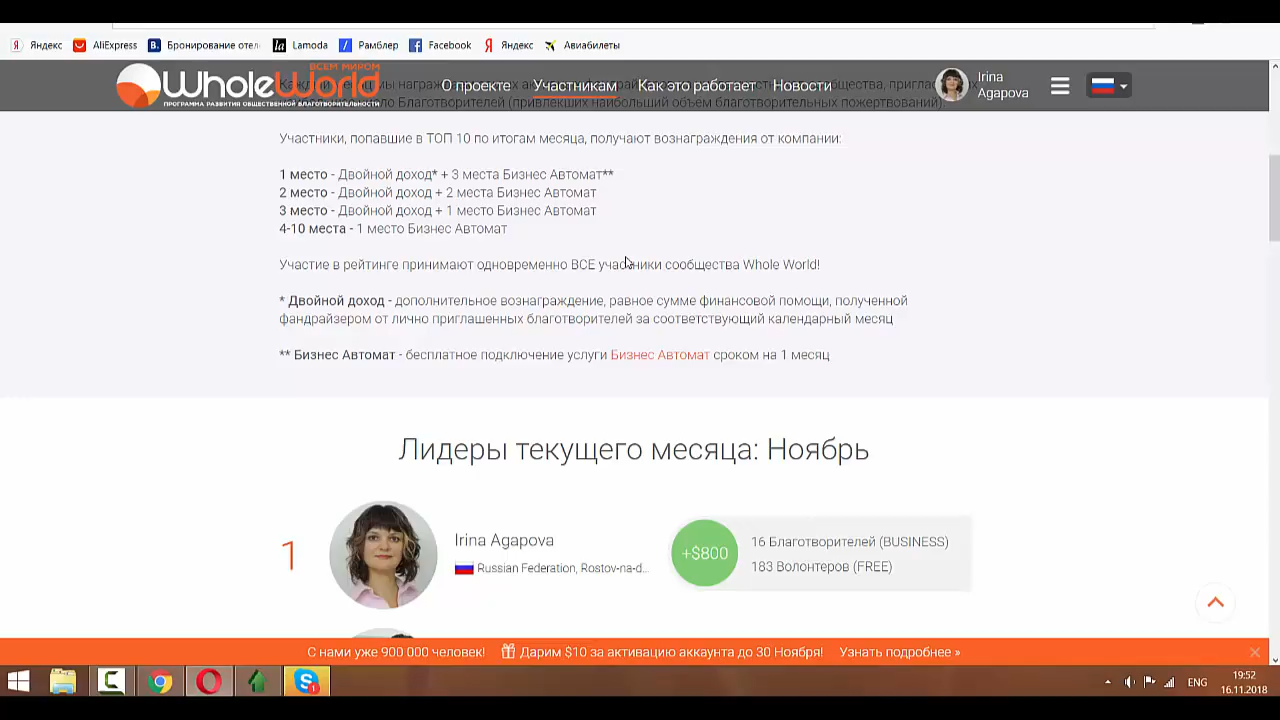 Яндекс AliExpress Бронирование отел Lamoda Рамблер Facebook Яндекс Авиабилеты
ВСЕМ МИРОМ
WholeWorld
ПРОГРАММА РАЗВИТИЯ ОБЩЕСТВЕННОЙ БЛАГОТВОРИТЕЛЬНОСТИ
О проекте Участникам Как это работает Новости
Irina
Agapova
Благотворителей (привлекших наибольший объем благотворительных пожертвований).
Участники, попавшие в ТОП 10 по итогам месяца, получают вознаграждения от компании:
1 место - Двойной доход* + 3 места Бизнес Автомат**
2 место - Двойной доход + 2 места Бизнес Автомат
3 место - Двойной доход + 1 место Бизнес Автомат
4-10 места - 1 место Бизнес Автомат
Участие в рейтинге принимают одновременно ВСЕ участники сообщества Whole World!
* Двойной доход - дополнительное вознаграждение, равное сумме финансовой помощи, полученной
фандрайзером от лично приглашенных благотворителей за соответствующий календарный месяц
** Бизнес Автомат - бесплатное подключение услуги Бизнес Автомат сроком на 1 месяц
Лидеры текущего месяца: Ноябрь
1
Irina Agapova
Russian Federation, Rostov-na-d...
+$800
16 Благотворителей (BUSINESS)
183 Волонтеров (FREE)
С нами уже 900 000 человек! Дарим $10 за активацию аккаунта до 30 Ноября! Узнать подробнее »
ENG
19:52
16.11.2018